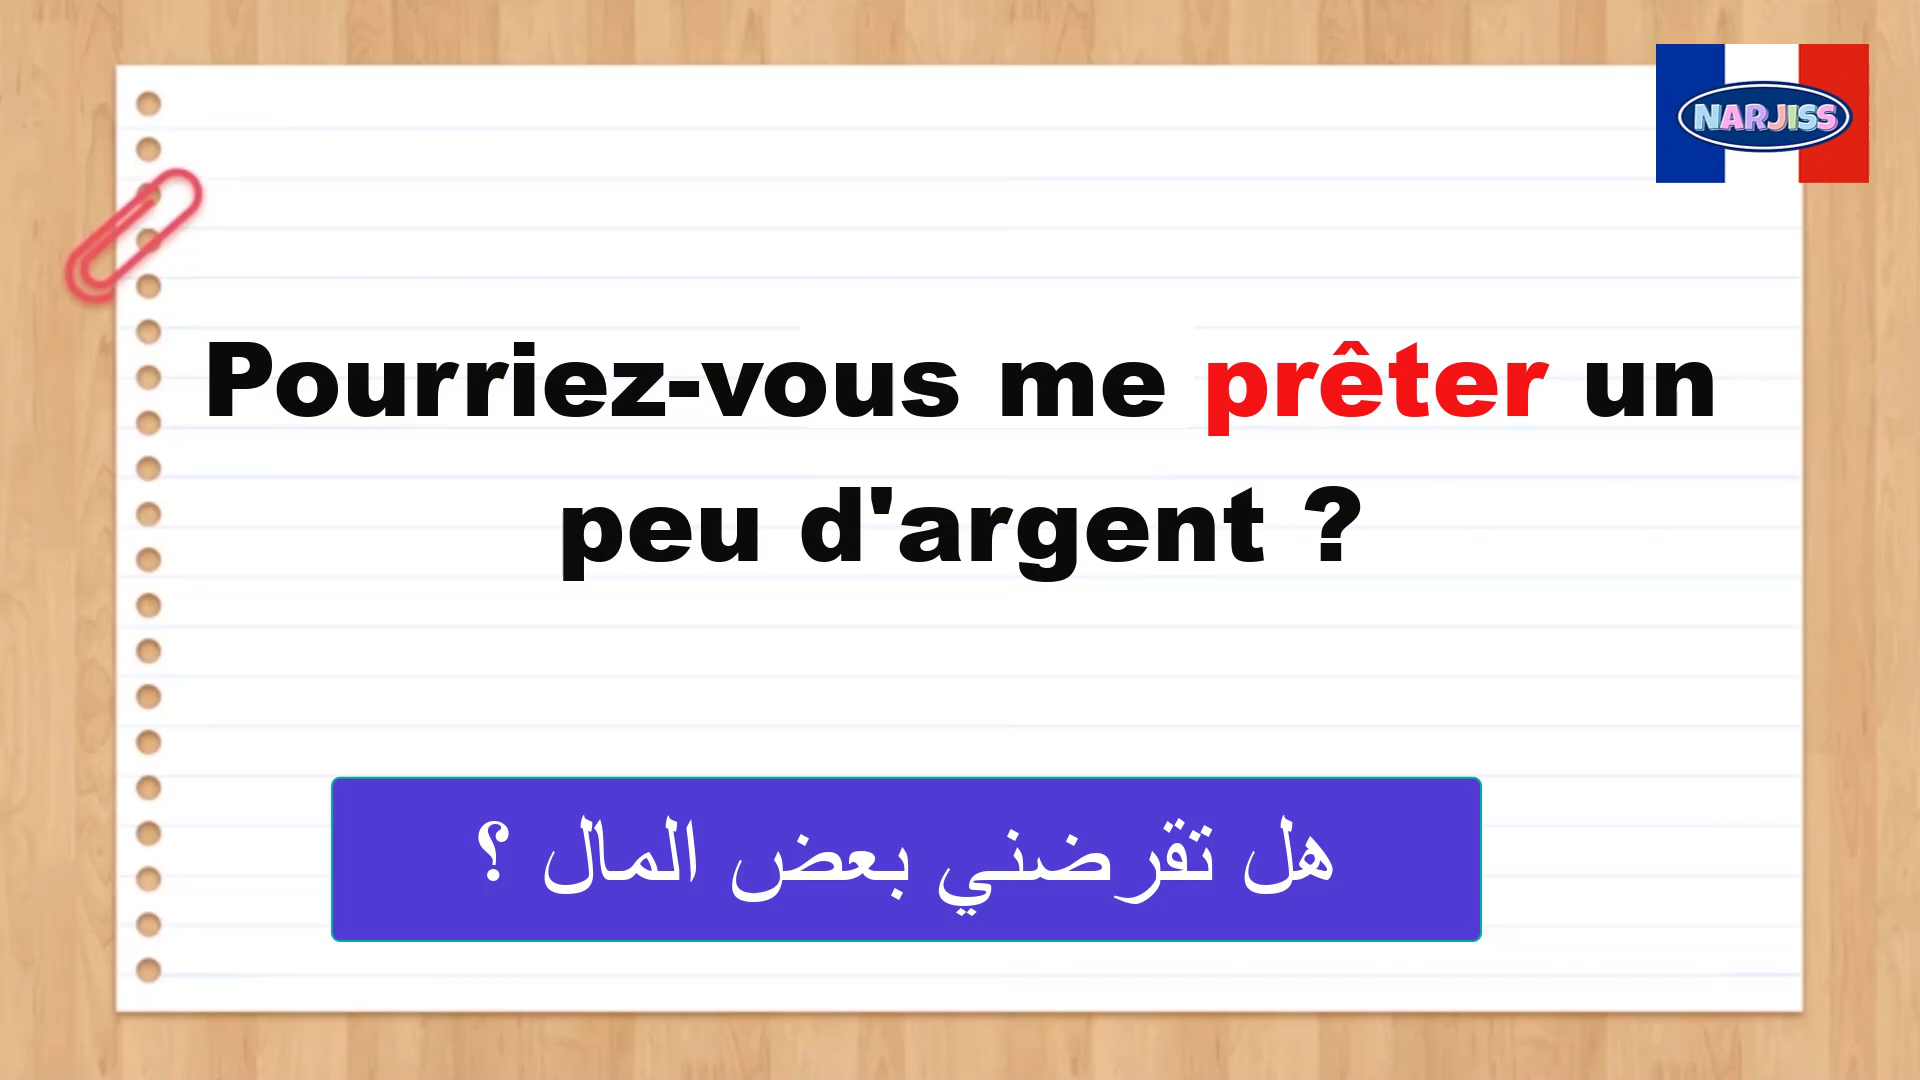 NARJISS
Pourriez-vous me prêter un
peu d'argent ?
هل تقرضني بعض المال ؟